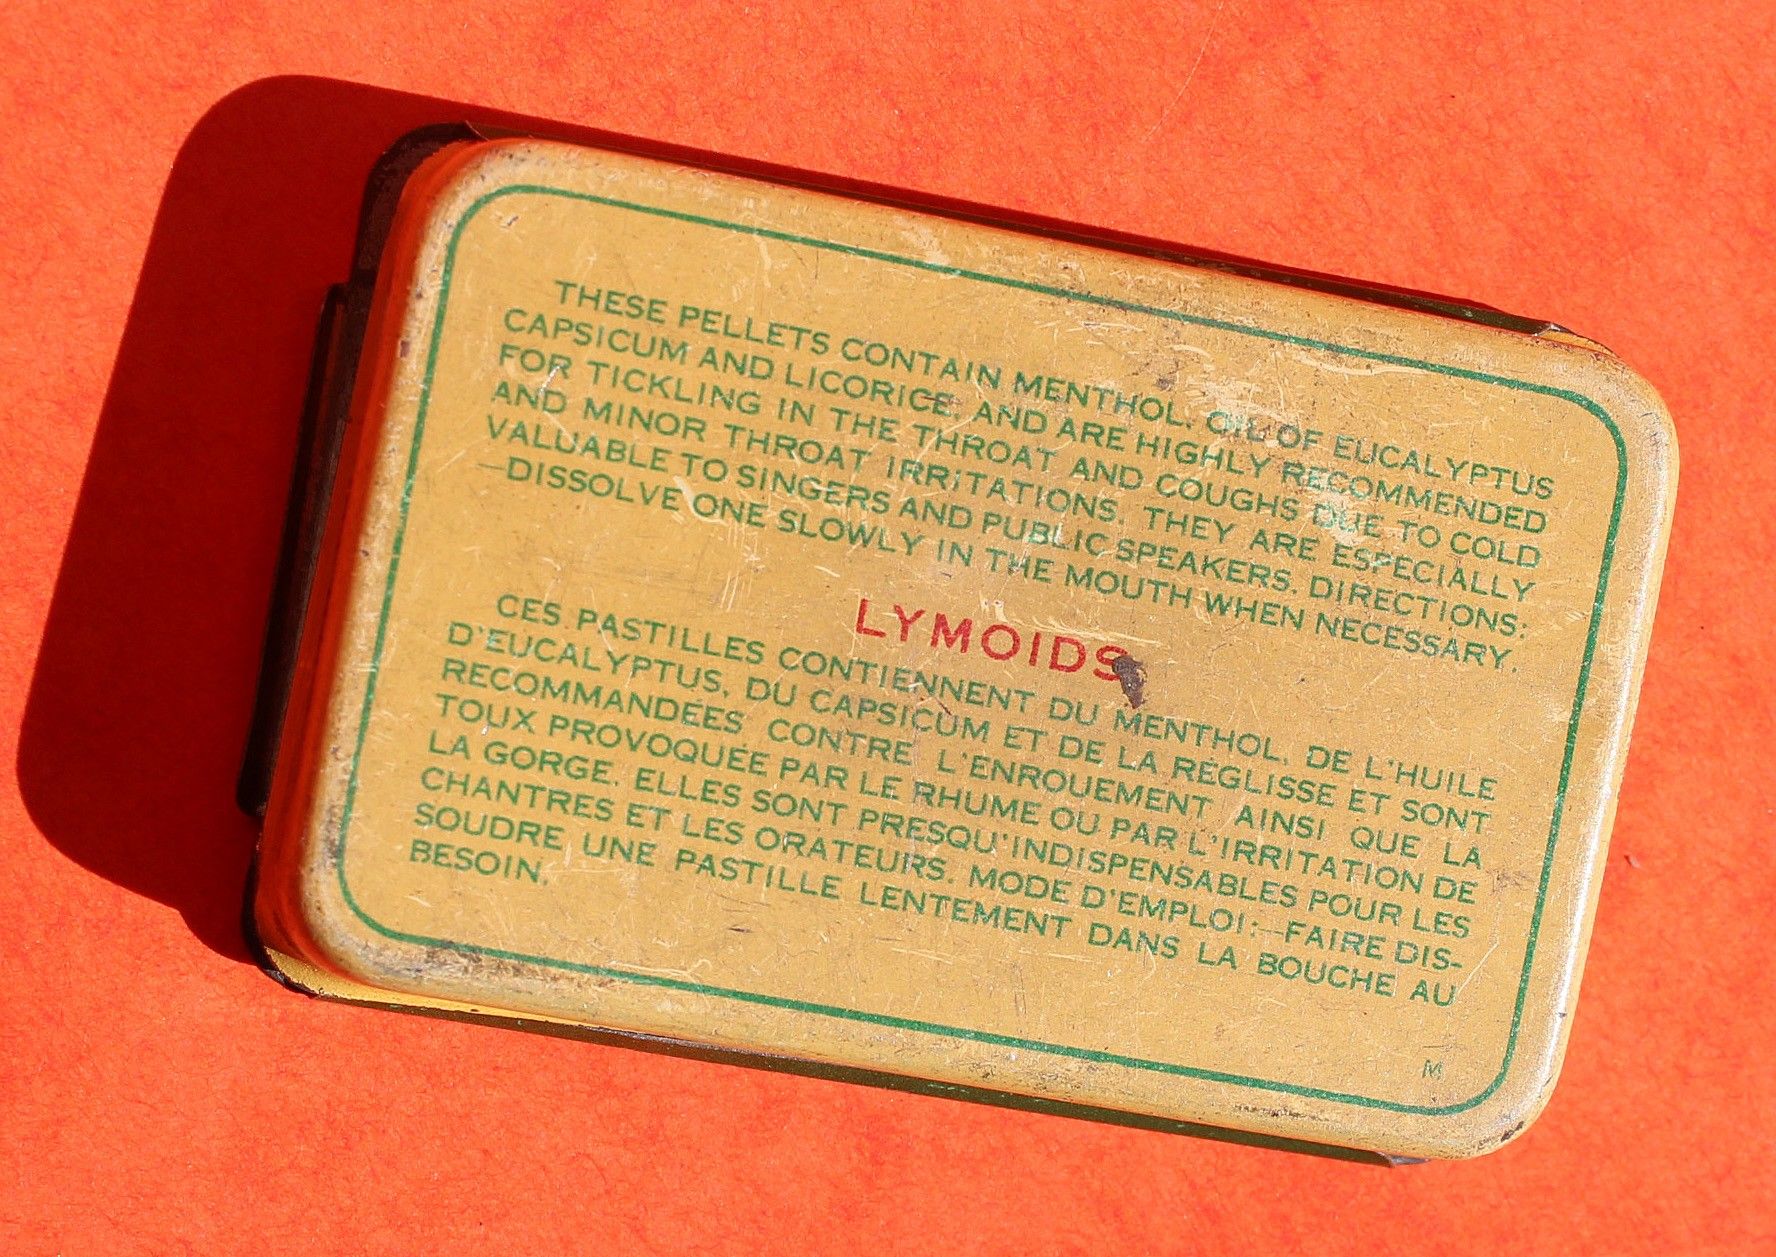 THESE PELLETS CONTAIN MENTHOL, OIL OF EUCALYPTUS
CAPSICUM AND LICORICE, AND ARE HIGHLY RECOMMENDED
FOR TICKLING IN THE THROAT AND COUGHS DUE TO COLD
AND MINOR THROAT IRRITATIONS. THEY ARE ESPECIALLY
VALUABLE TO SINGERS AND PUBLIC SPEAKERS. DIRECTIONS:
—DISSOLVE ONE SLOWLY IN THE MOUTH WHEN NECESSARY.
LYMOIDS
CES PASTILLES CONTIENNENT DU MENTHOL, DE L'HUILE
D'EUCALYPTUS, DU CAPSICUM ET DE LA RÉGLISSE ET SONT
RECOMMANDÉES CONTRE L'ENROUEMENT AINSI QUE LA
TOUX PROVOQUÉE PAR LE RHUME OU PAR L'IRRITATION DE
LA GORGE. ELLES SONT PRESQU'INDISPENSABLES POUR LES
CHANTRES ET LES ORATEURS. MODE D'EMPLOI:—FAIRE DIS-
SOUDRE UNE PASTILLE LENTEMENT DANS LA BOUCHE AU
BESOIN.
M